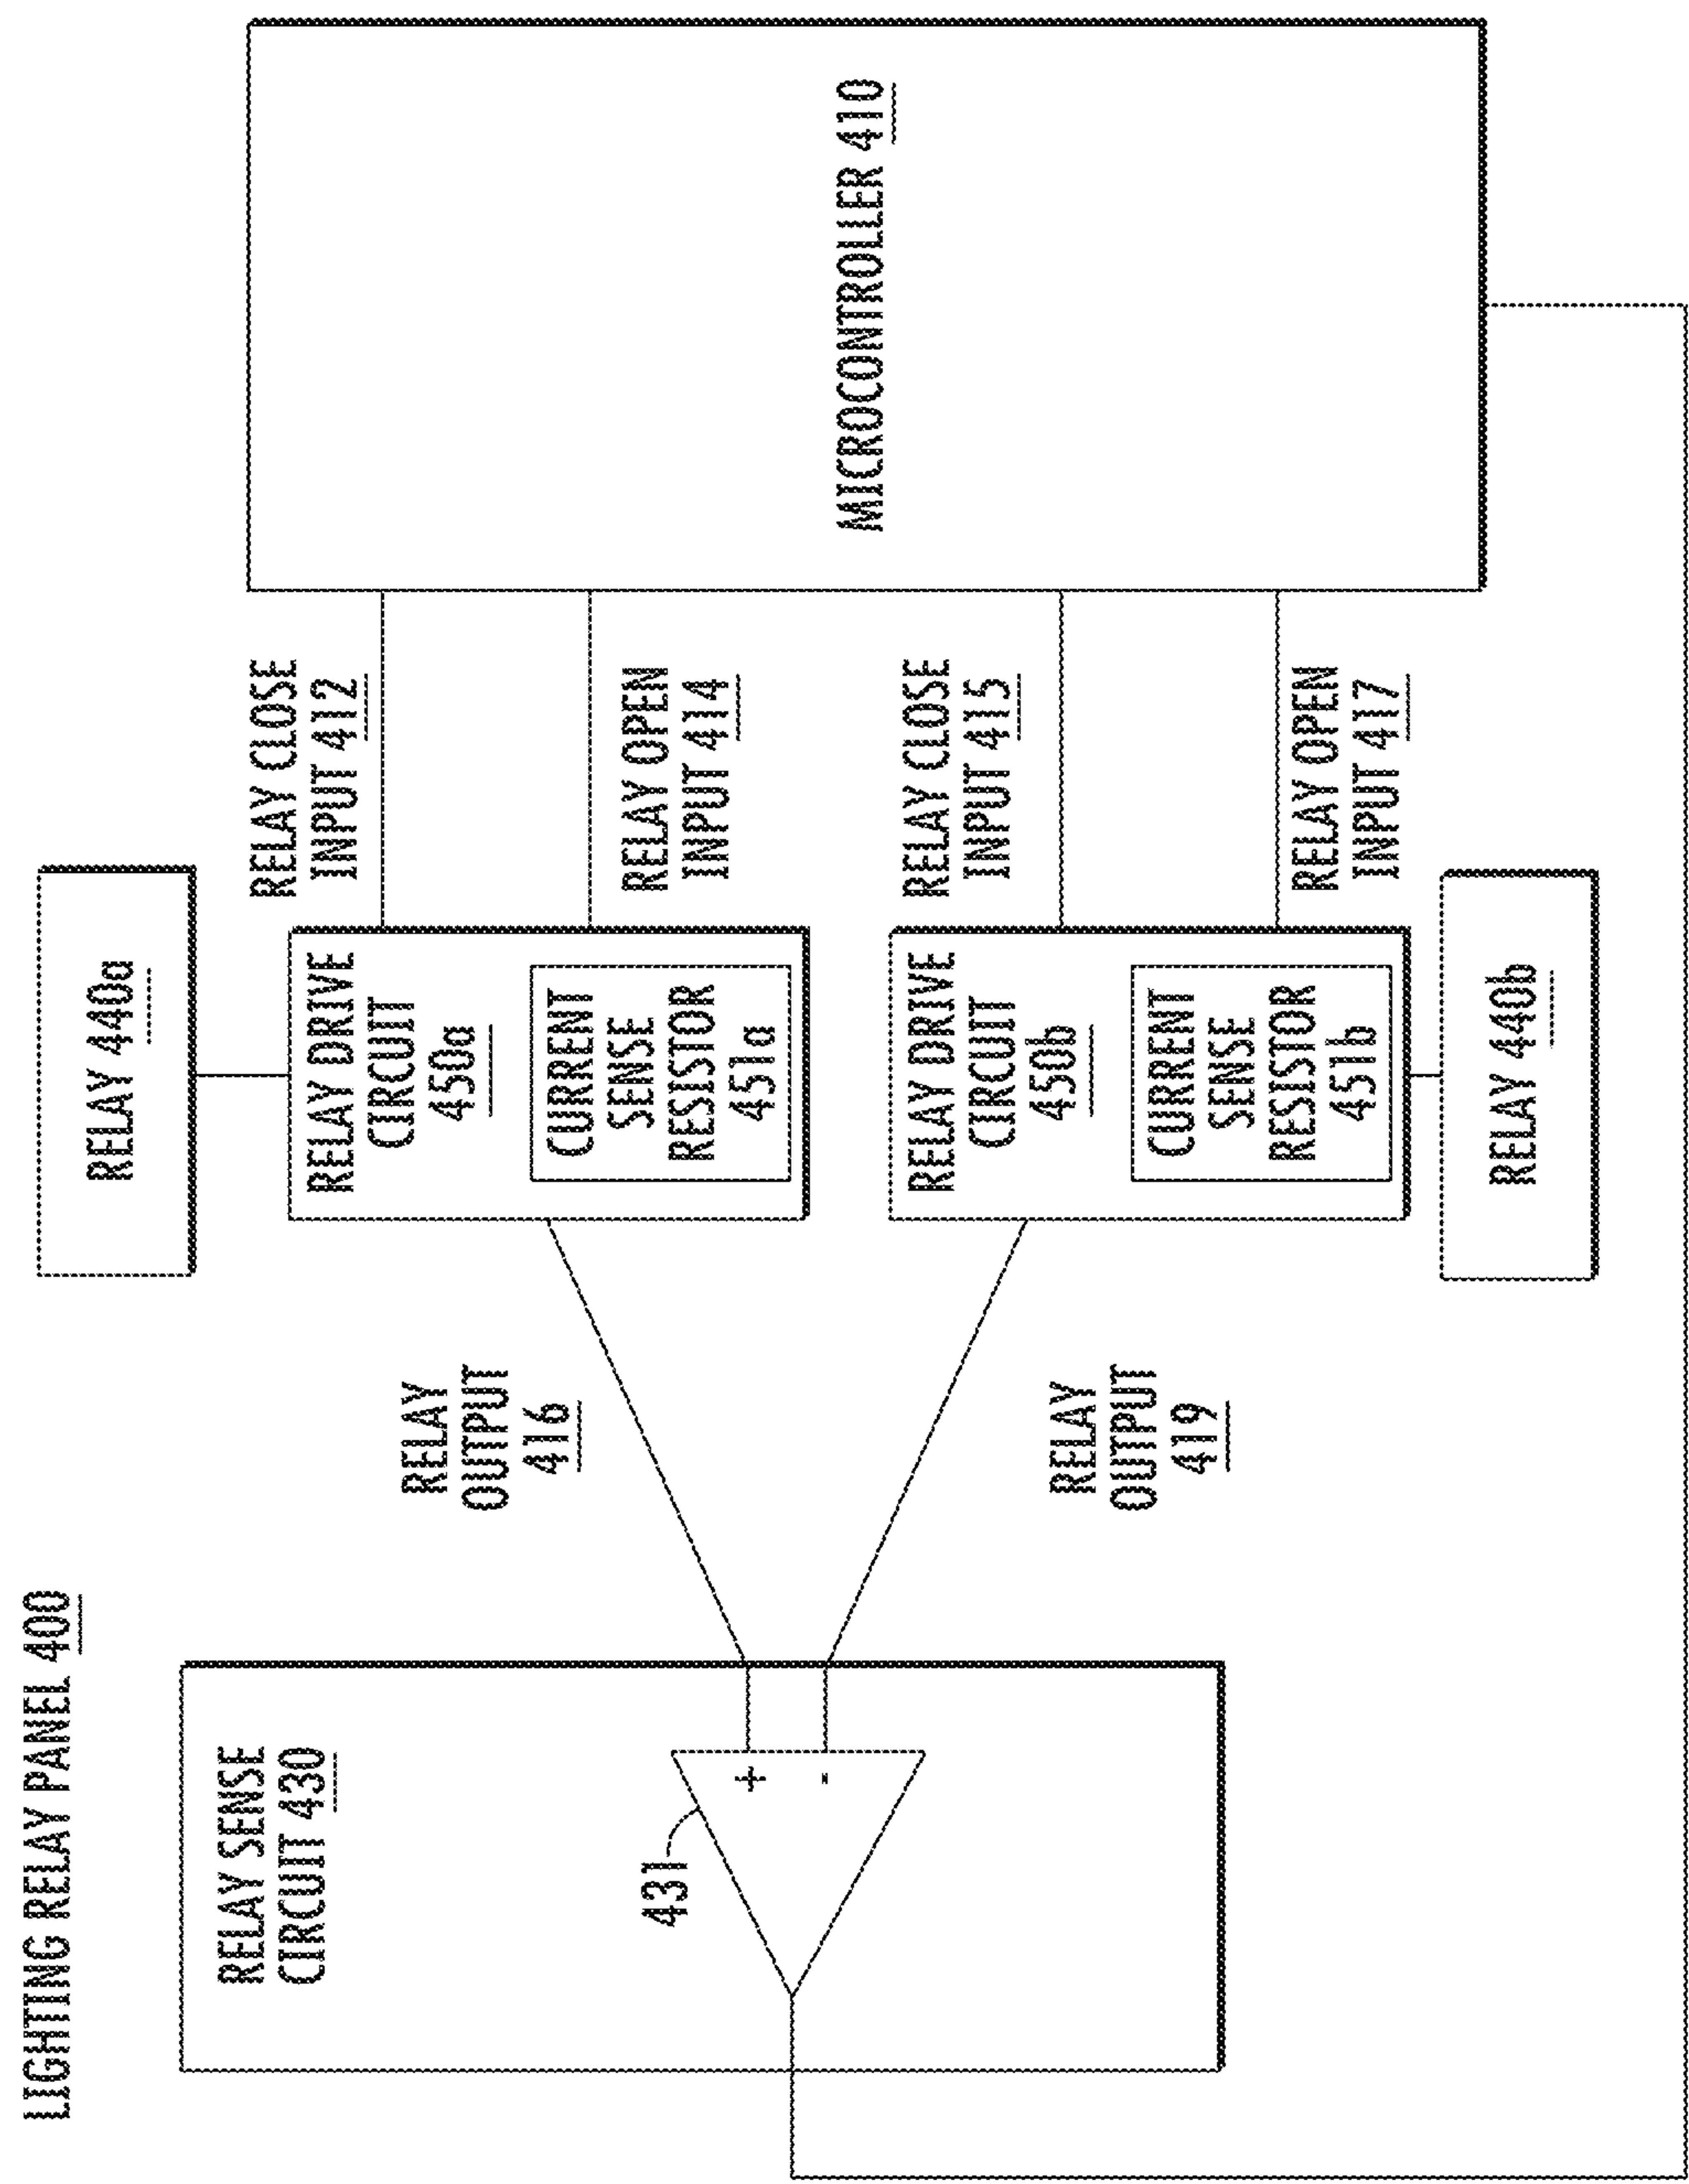 LIGHTING RELAY PANEL 400
RELAY SENSE
CIRCUIT 430
431
+
-
RELAY
OUTPUT
416
RELAY
OUTPUT
419
RELAY 440a
RELAY DRIVE
CIRCUIT
450a
CURRENT
SENSE
RESISTOR
451a
RELAY DRIVE
CIRCUIT
450b
CURRENT
SENSE
RESISTOR
451b
RELAY 440b
RELAY CLOSE
INPUT 412
RELAY OPEN
INPUT 414
RELAY CLOSE
INPUT 415
RELAY OPEN
INPUT 417
MICROCONTROLLER 410